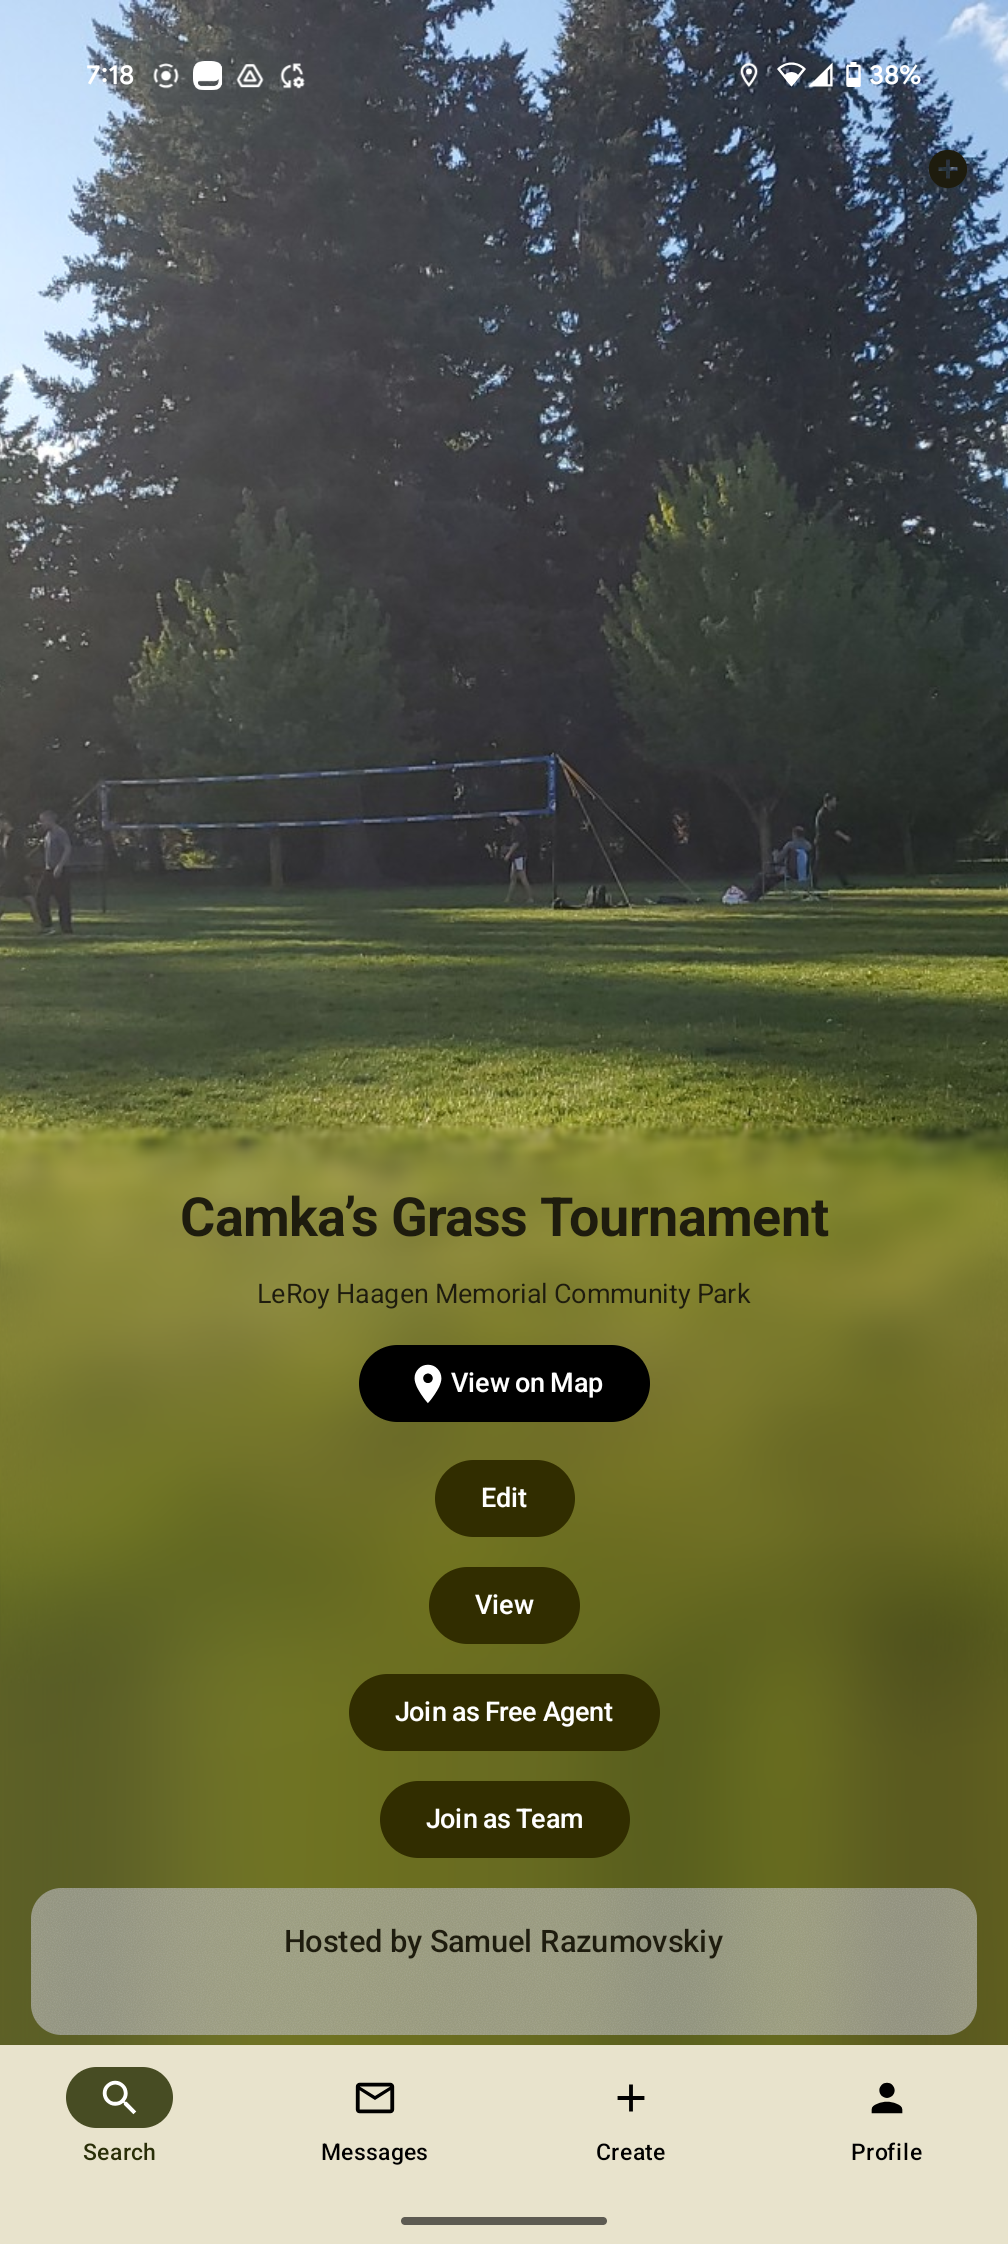 7:18
38%
Camka’s Grass Tournament
LeRoy Haagen Memorial Community Park
View on Map
Edit
View
Join as Free Agent
Join as Team
Hosted by Samuel Razumovskiy
Search
Messages
Create
Profile